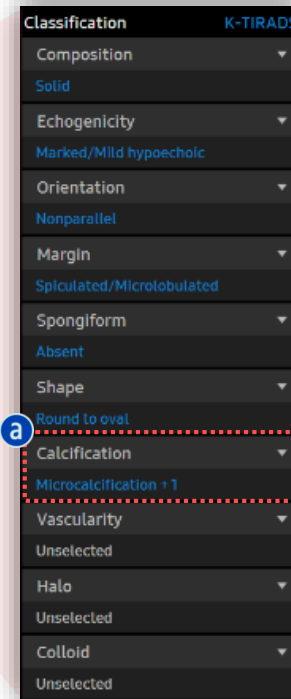 Classification K-TIRADS
Composition
Solid
Echogenicity
Marked/Mild hypoechoic
Orientation
Nonparallel
Margin
Spiculated/Microlobulated
Spongiform
Absent
Shape
Round to oval
a
Calcification
Microcalcification +1
Vascularity
Unselected
Halo
Unselected
Colloid
Unselected